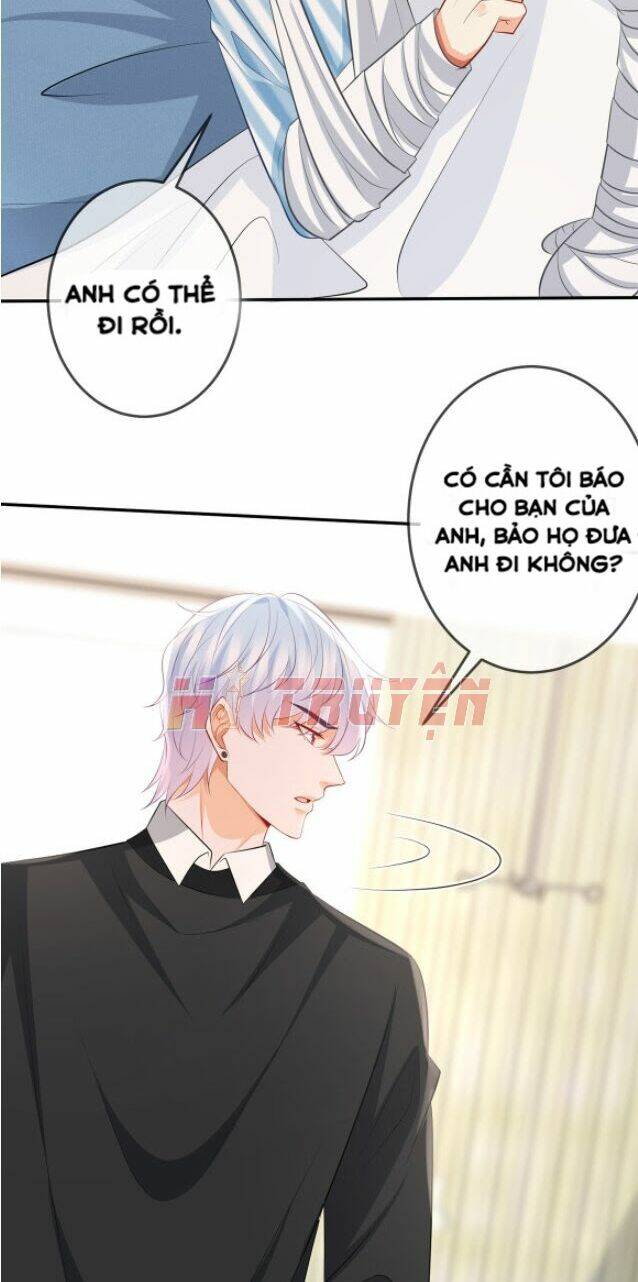 ANH CÓ THỂ
ĐI RỒI.
CÓ CẦN TÔI BÁO
CHO BẠN CỦA
ANH, BẢO HỌ ĐƯA
ANH ĐI KHÔNG?
TRUYỆN